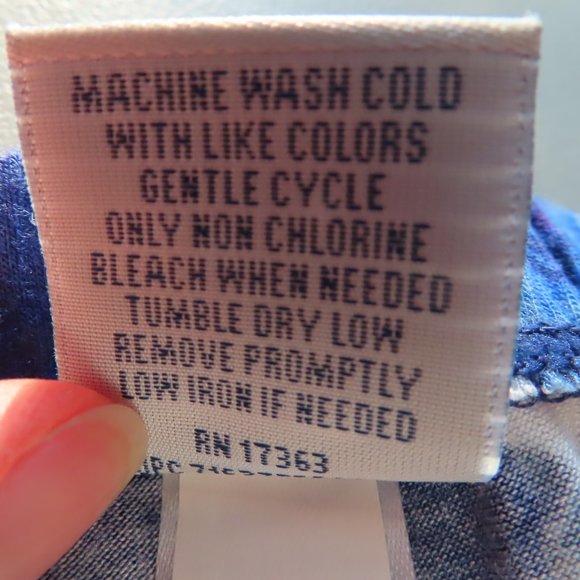 MACHINE WASH COLD
WITH LIKE COLORS
GENTLE CYCLE
ONLY NON CHLORINE
BLEACH WHEN NEEDED
TUMBLE DRY LOW
REMOVE PROMPTLY
LOW IRON IF NEEDED
RN 17363